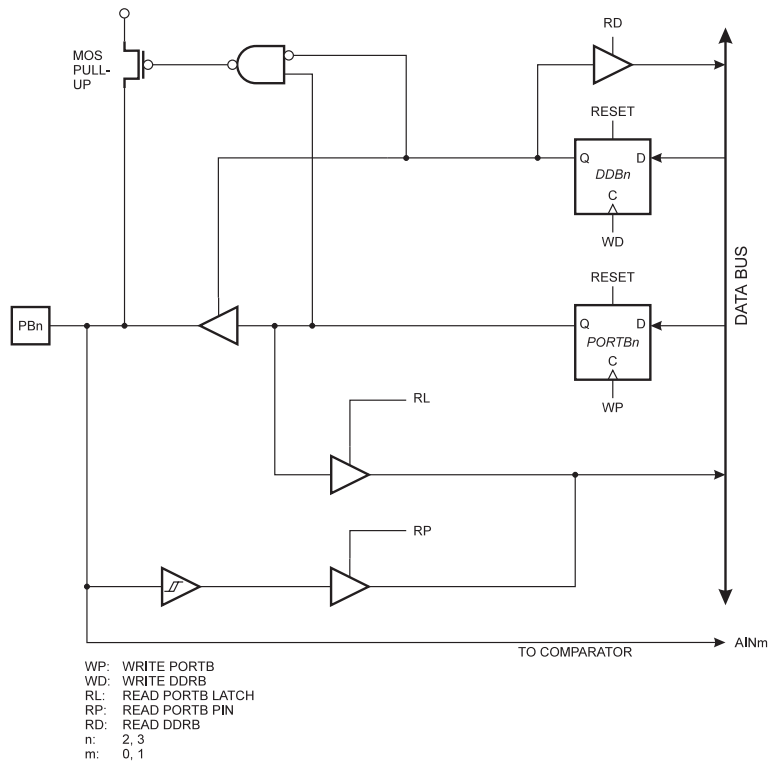 RD
MOS
PULL-
UP
RESET
Q D
DDBn
C
WD
DATA BUS
RESET
PBn
Q D
PORTBn
C
WP
RL
RP
TO COMPARATOR
AINm
WP: WRITE PORTB
WD: WRITE DDRB
RL: READ PORTB LATCH
RP: READ PORTB PIN
RD: READ DDRB
n: 2, 3
m: 0, 1